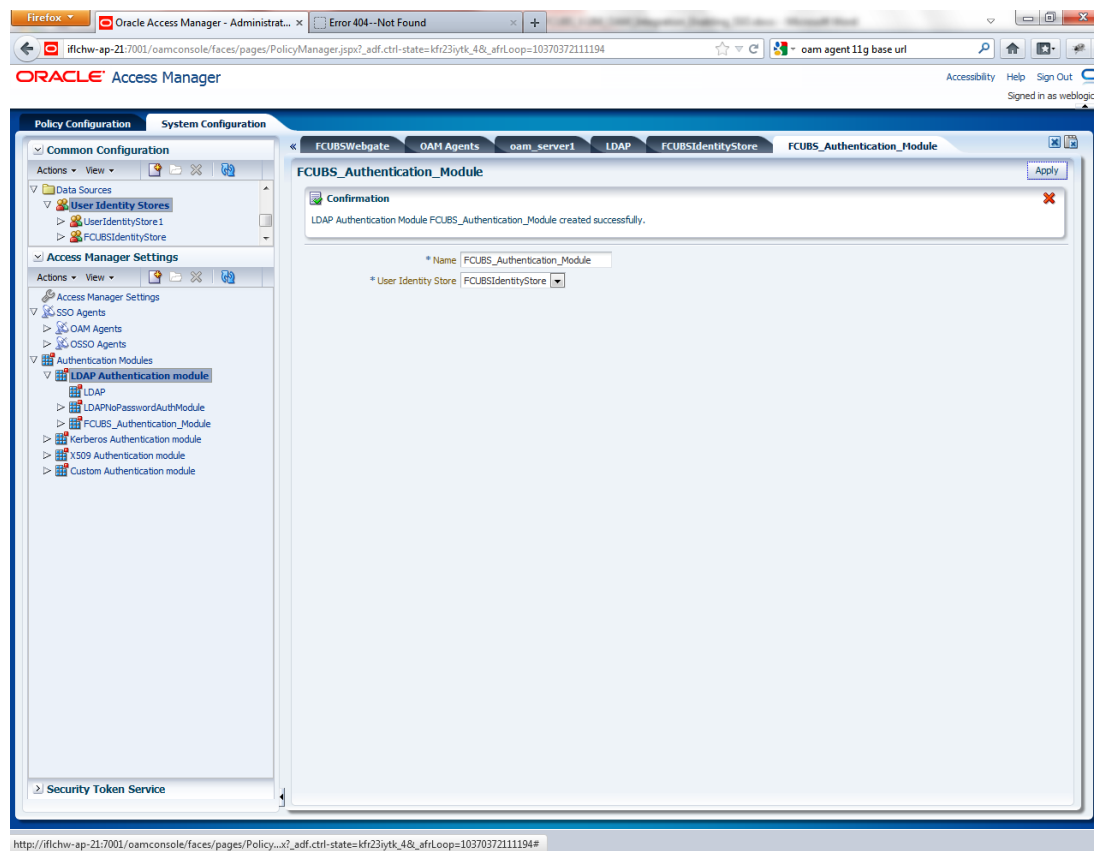 Firefox
Oracle Access Manager - Administrat...
Error 404--Not Found
iflchw-ap-21:7001/oamconsole/faces/pages/PolicyManager.jspx?_adf.ctrl-state=kfr23iytk_4&_afrLoop=10370372111194
oam agent 11g base url
ORACLE Access Manager
Accessibility Help Sign Out
Signed in as weblogic
Policy Configuration System Configuration
Common Configuration
Actions View
Data Sources
User Identity Stores
UserIdentityStore1
FCUBSIdentityStore
Access Manager Settings
Actions View
Access Manager Settings
SSO Agents
OAM Agents
OSSO Agents
Authentication Modules
LDAP Authentication module
LDAP
LDAPNoPasswordAuthModule
FCUBS_Authentication_Module
Kerberos Authentication module
X509 Authentication module
Custom Authentication module
Security Token Service
« FCUBSWebgate OAM Agents oam_server1 LDAP FCUBSIdentityStore FCUBS_Authentication_Module
FCUBS_Authentication_Module
Apply
Confirmation
LDAP Authentication Module FCUBS_Authentication_Module created successfully.
* Name FCUBS_Authentication_Module
* User Identity Store FCUBSIdentityStore
http://iflchw-ap-21:7001/oamconsole/faces/pages/Policy...x?_adf.ctrl-state=kfr23iytk_4&_afrLoop=10370372111194#